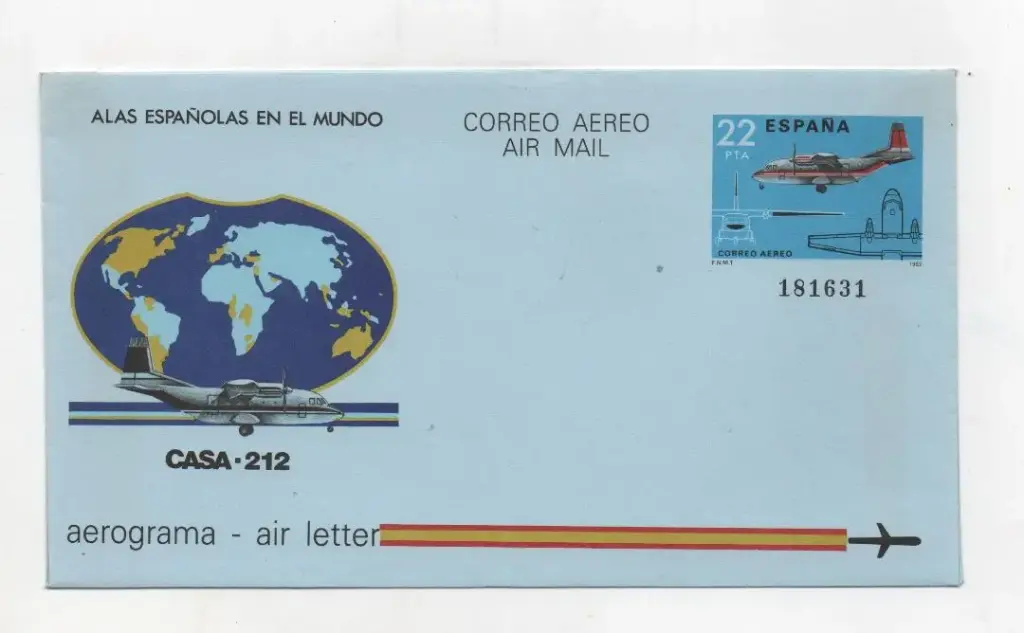 ALAS ESPAÑOLAS EN EL MUNDO
CORREO AEREO
AIR MAIL
22
PTA
ESPAÑA
CORREO AEREO
F.N.M.T.
181631
CASA·212
aerograma - air letter